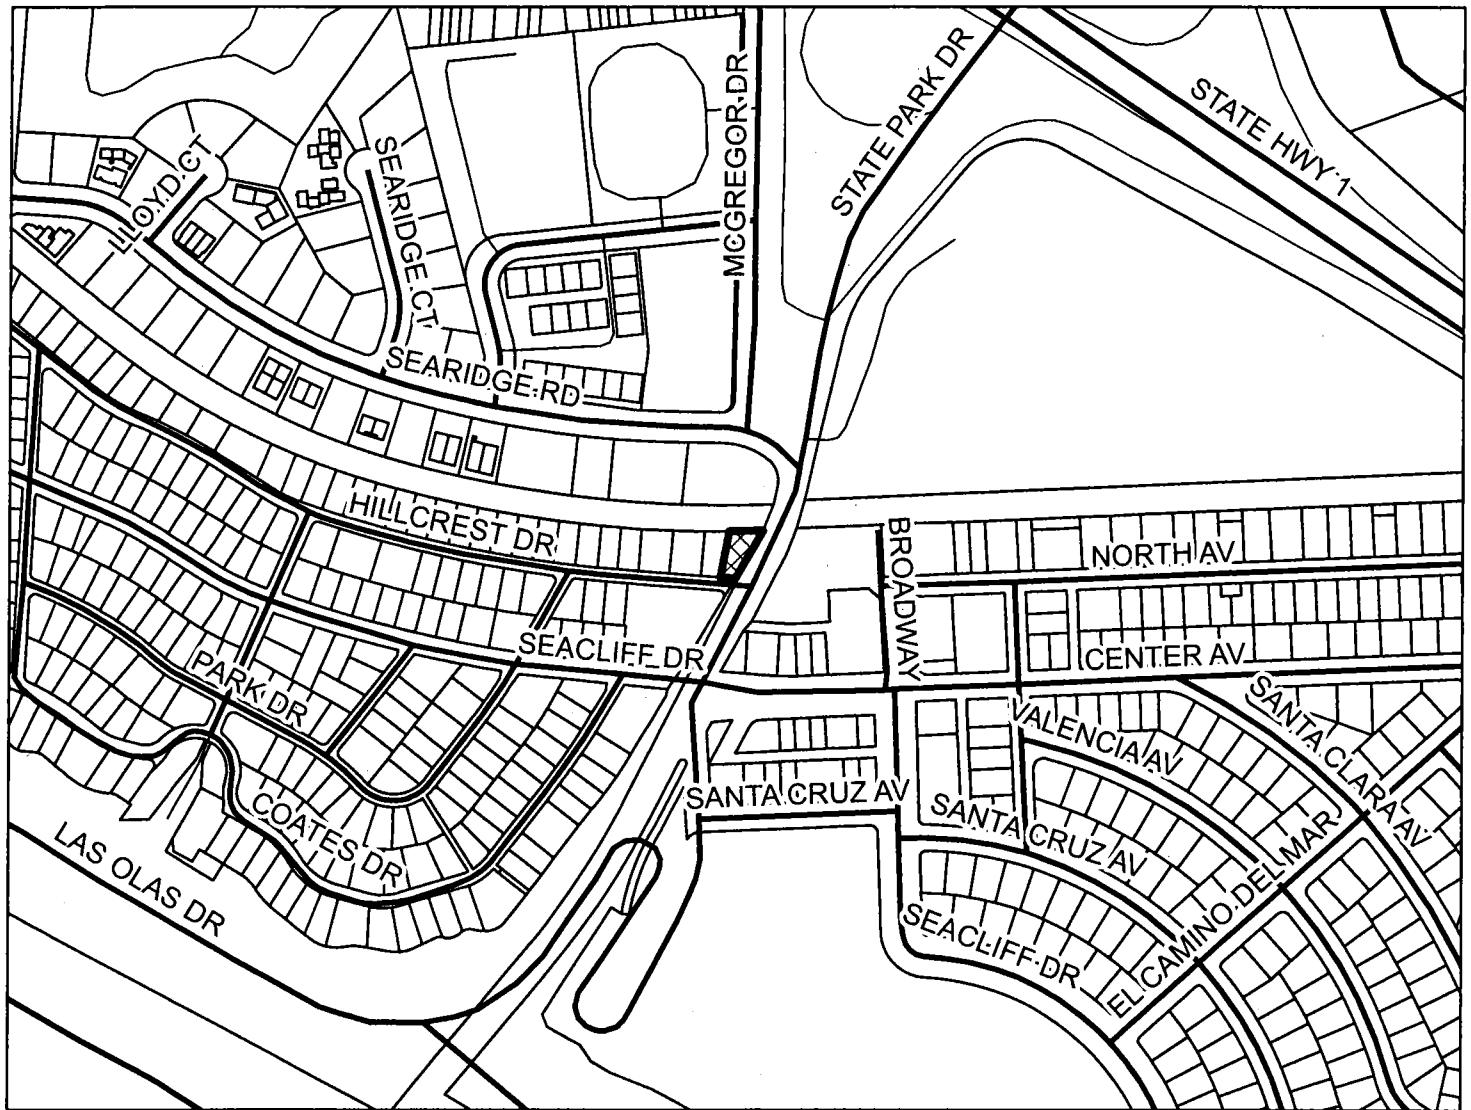 STATE PARK DR
STATE HWY 1
MCGREGOR DR
LLOYD CT
SEARIDGE CT
SEARIDGE RD
HILLCREST DR
BROADWAY
NORTH AV
SEACLIFF DR
CENTER AV
PARK DR
SANTA CLARA AV
VALENCIA AV
SANTA CRUZ AV
SANTA CRUZ AV
COATES DR
LAS OLAS DR
EL CAMINO DEL MAR
SEACLIFF DR